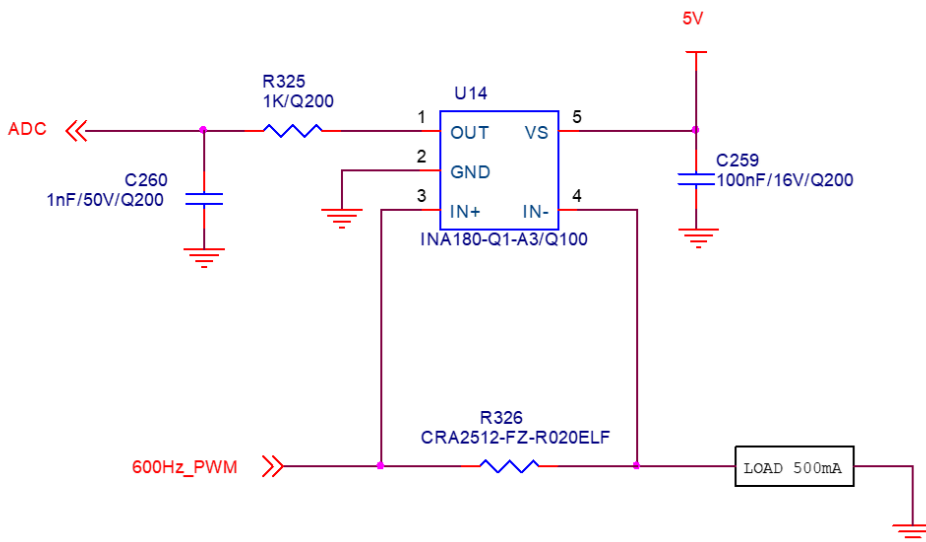 5V
R325
1K/Q200
U14
ADC
1
OUT
VS
5
C260
1nF/50V/Q200
2
GND
C259
100nF/16V/Q200
3
IN+
IN-
4
INA180-Q1-A3/Q100
R326
CRA2512-FZ-R020ELF
600Hz_PWM
LOAD 500mA